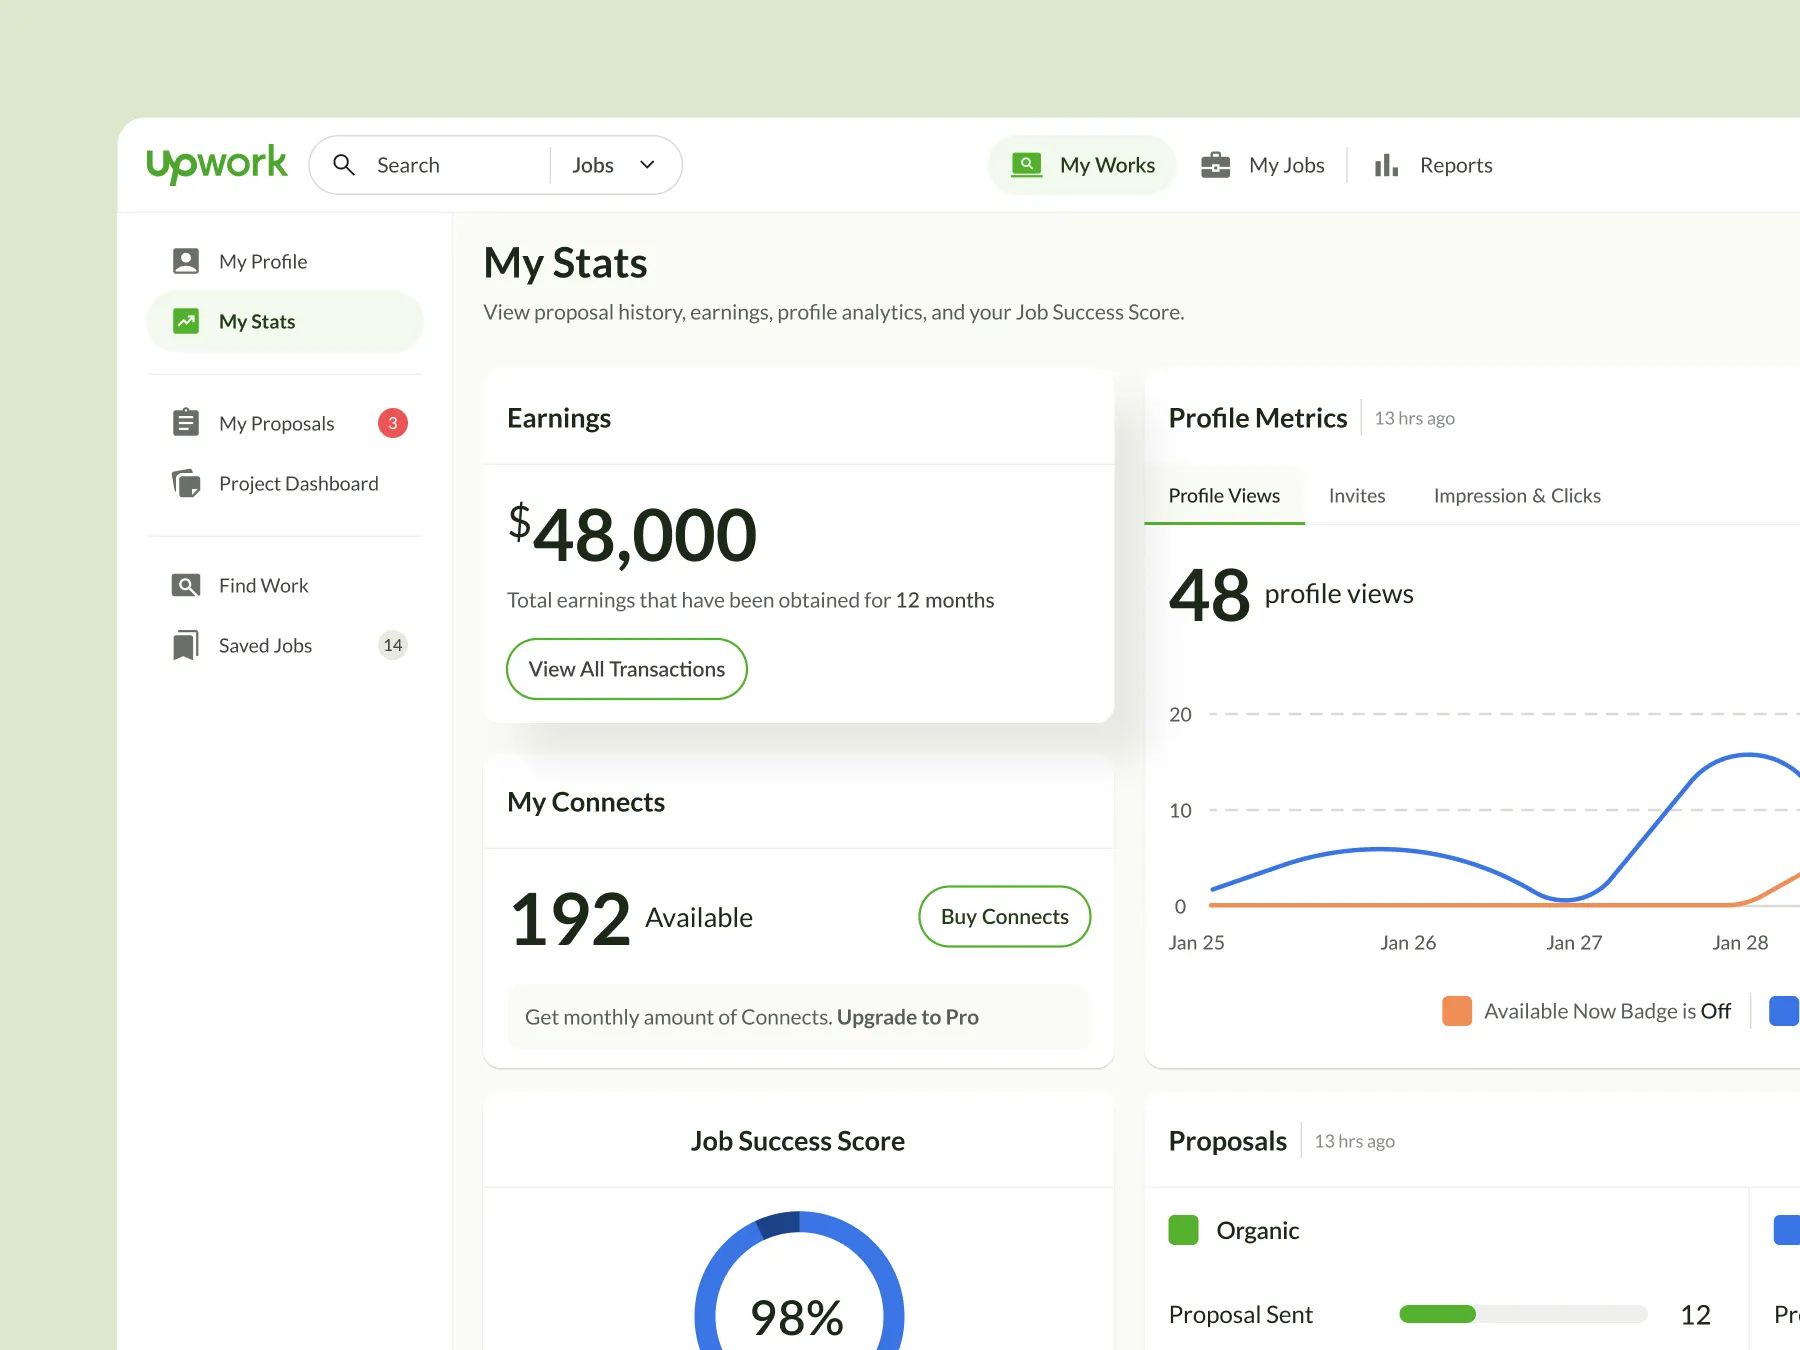 upwork
Search
Jobs
My Works
My Jobs
Reports
My Profile
My Stats
My Proposals
3
Project Dashboard
Find Work
Saved Jobs
14
My Stats
View proposal history, earnings, profile analytics, and your Job Success Score.
Earnings
$48,000
Total earnings that have been obtained for 12 months
View All Transactions
My Connects
192 Available
Buy Connects
Get monthly amount of Connects. Upgrade to Pro
Job Success Score
98%
Profile Metrics
13 hrs ago
Profile Views
Invites
Impression & Clicks
48 profile views
20
10
0
Jan 25
Jan 26
Jan 27
Jan 28
Available Now Badge is Off
Proposals
13 hrs ago
Organic
Proposal Sent
12